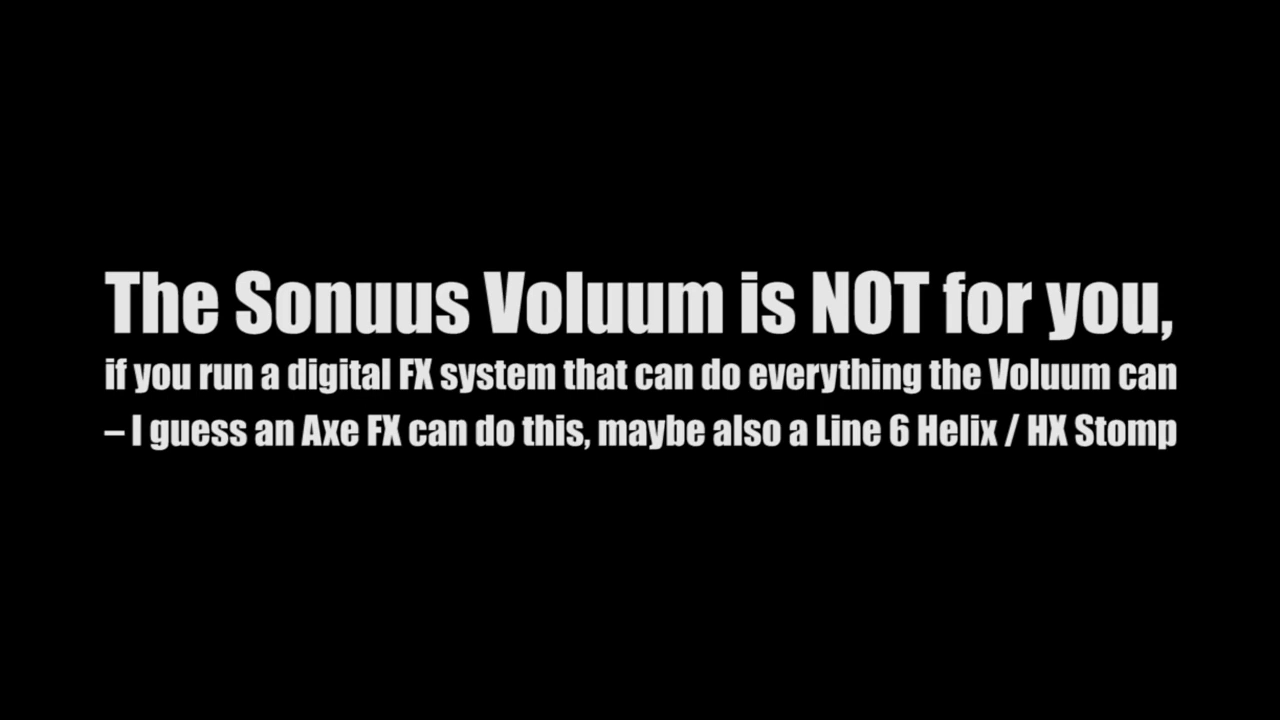 The Sonuus Voluum is NOT for you,
if you run a digital FX system that can do everything the Voluum can
– I guess an Axe FX can do this, maybe also a Line 6 Helix / HX Stomp